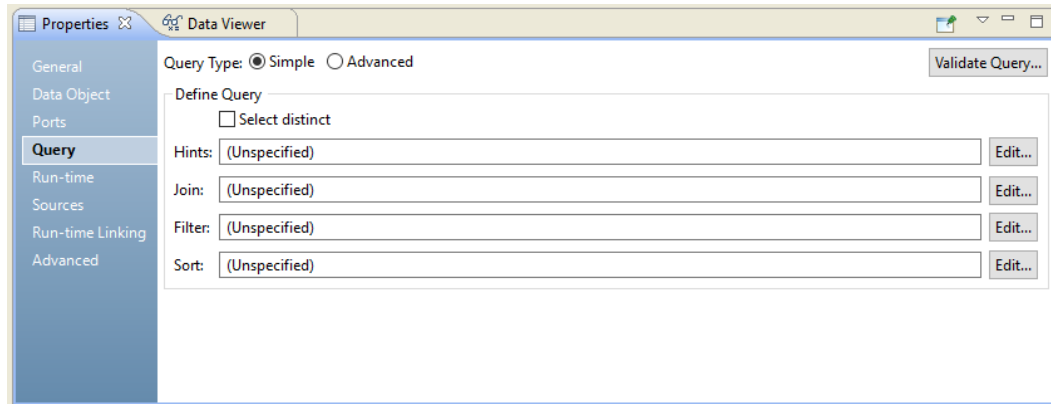 Properties Data Viewer
General
Data Object
Ports
Query
Run-time
Sources
Run-time Linking
Advanced
Query Type: Simple Advanced Validate Query...
Define Query
Select distinct
Hints: (Unspecified) Edit...
Join: (Unspecified) Edit...
Filter: (Unspecified) Edit...
Sort: (Unspecified) Edit...